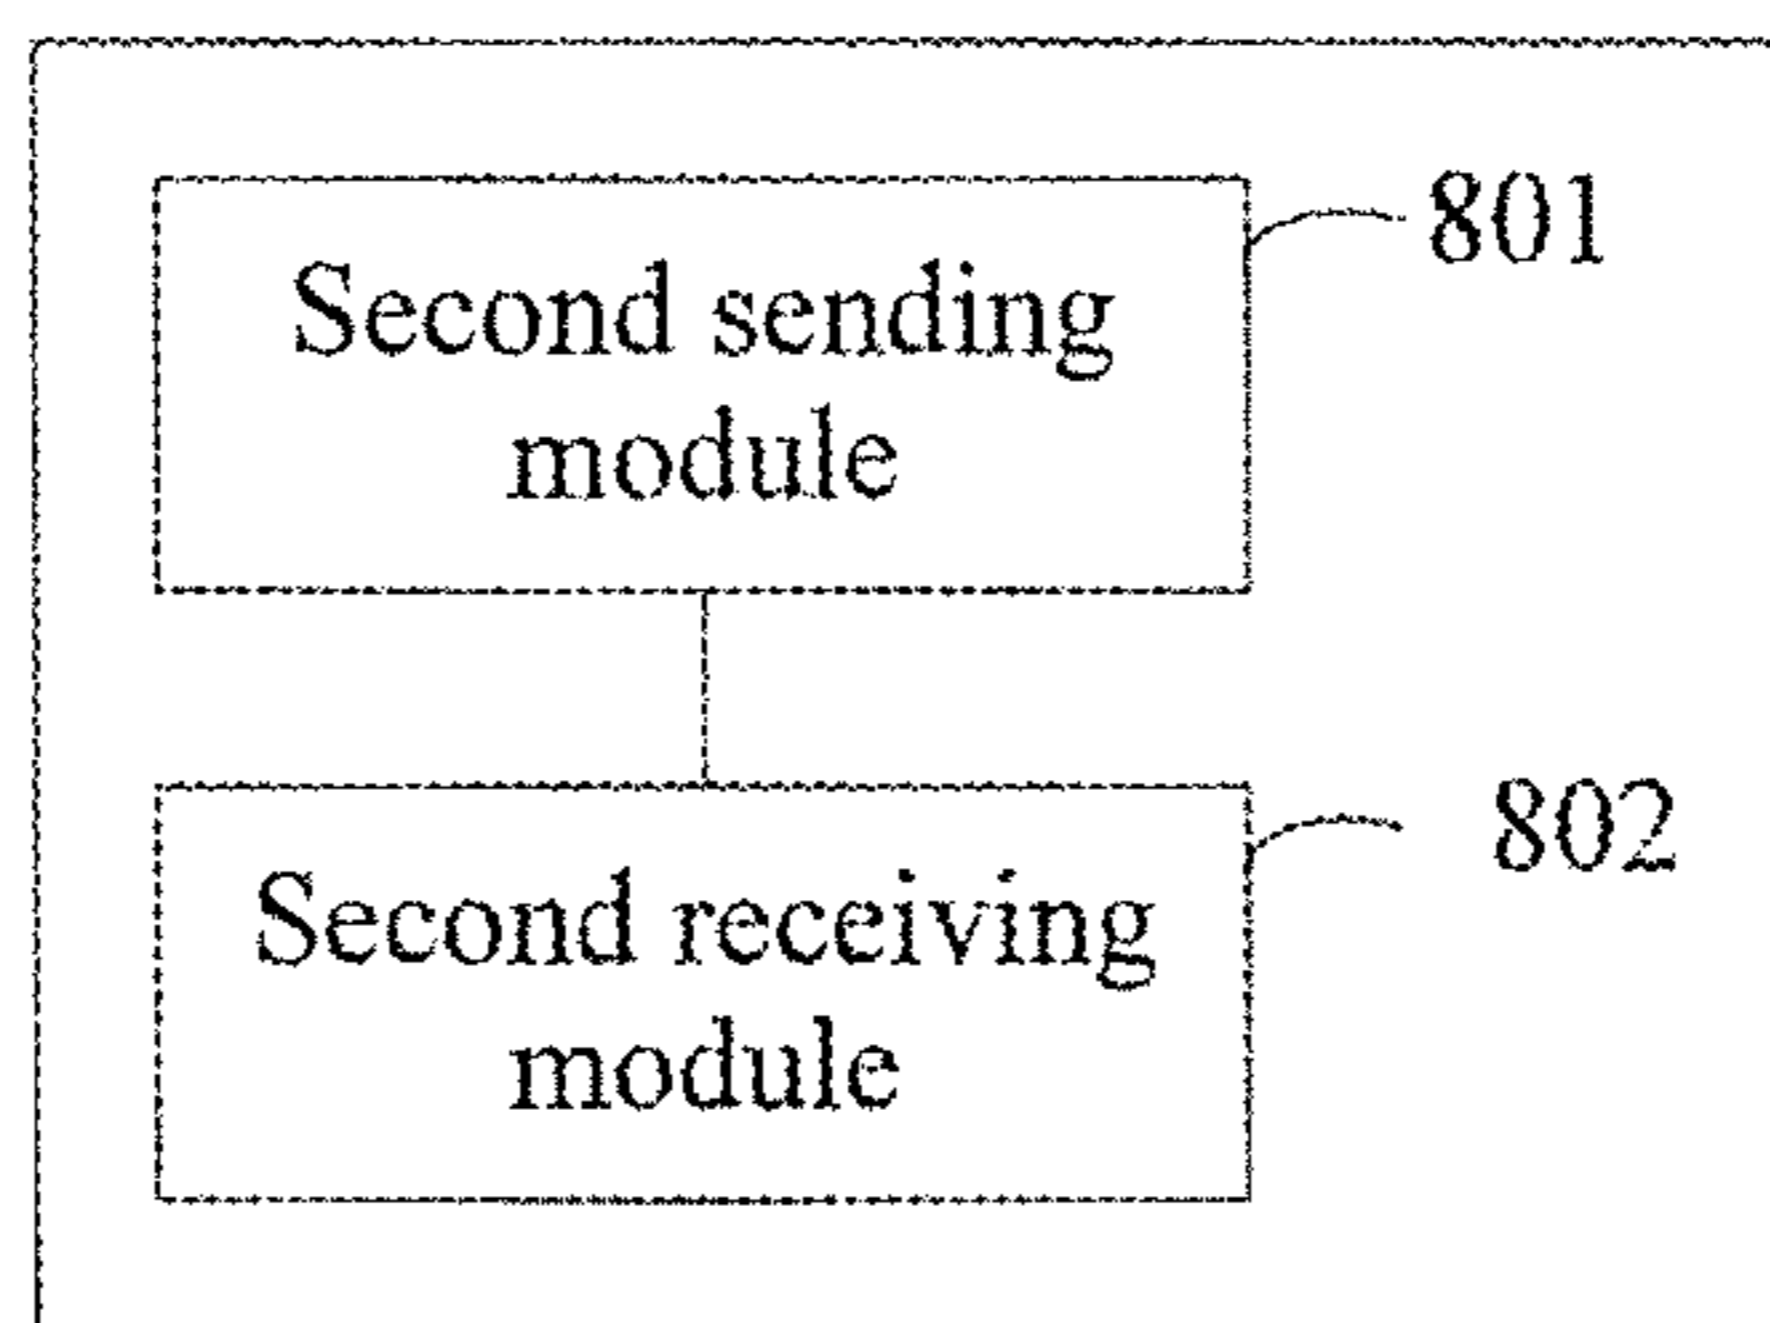 801
Second sending
module
802
Second receiving
module